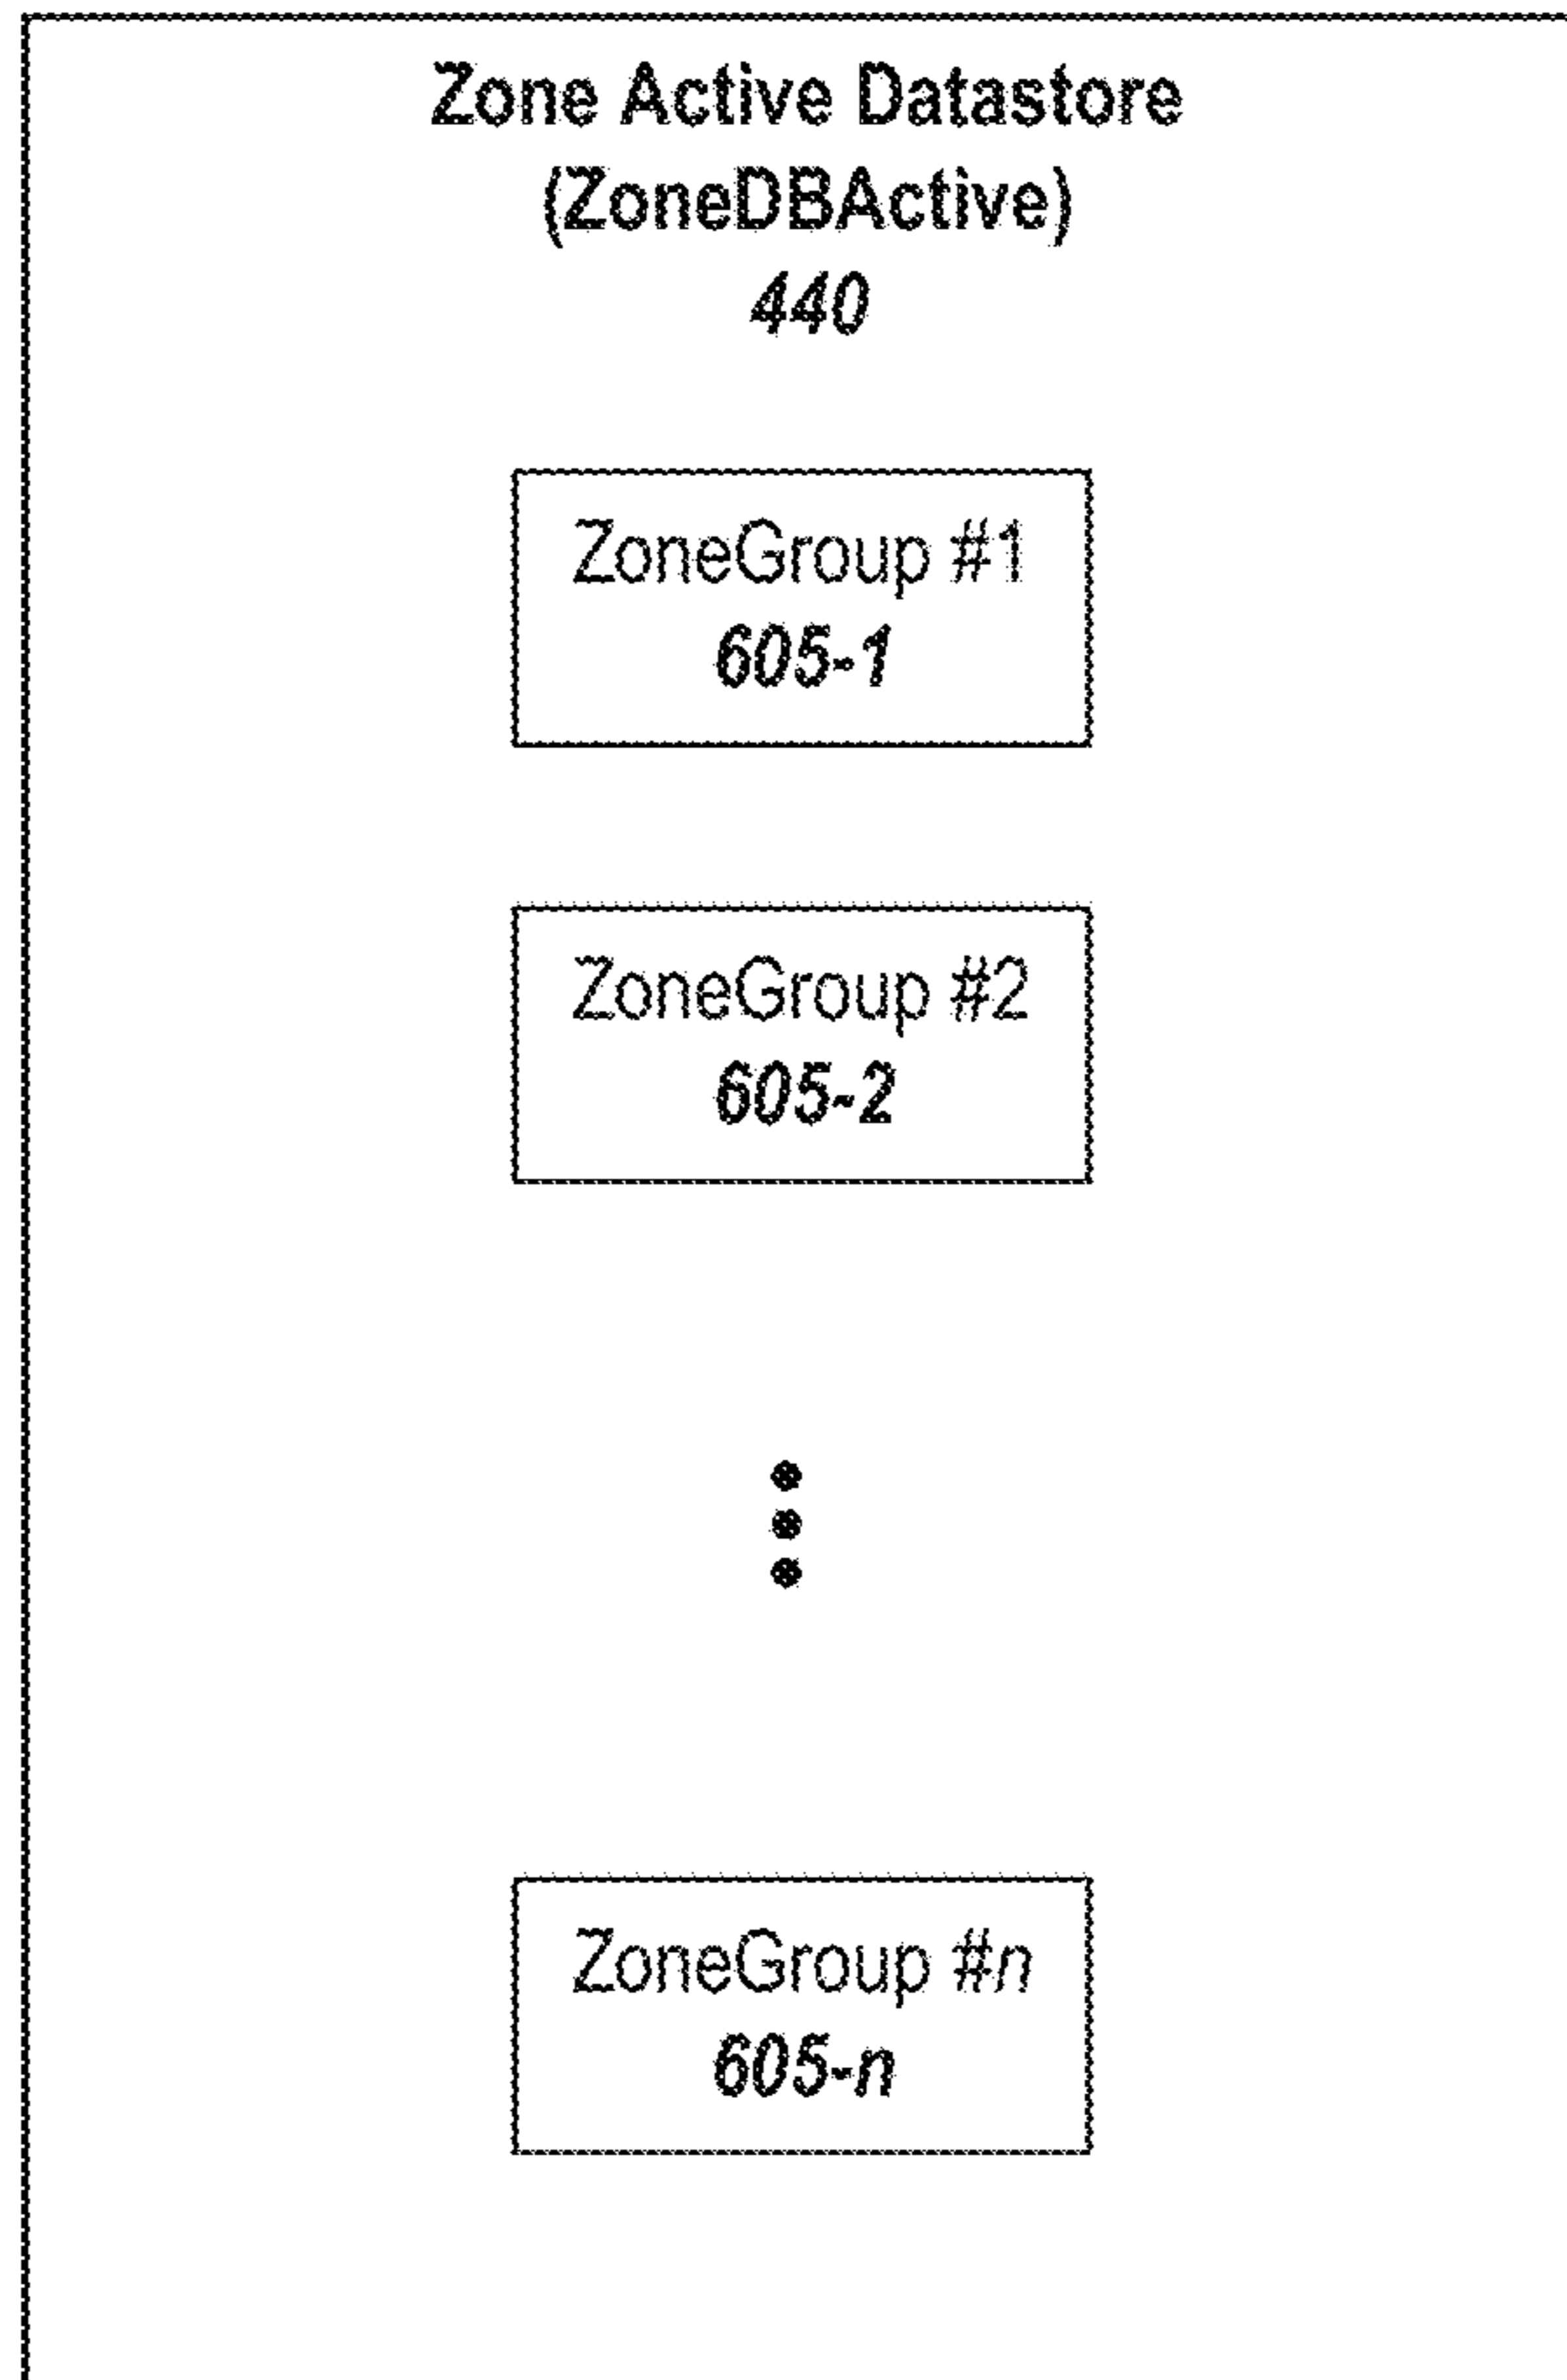 Zone Active Datastore
(ZoneDBActive)
440
ZoneGroup #1
605-1
ZoneGroup #2
605-2
ZoneGroup #n
605-n